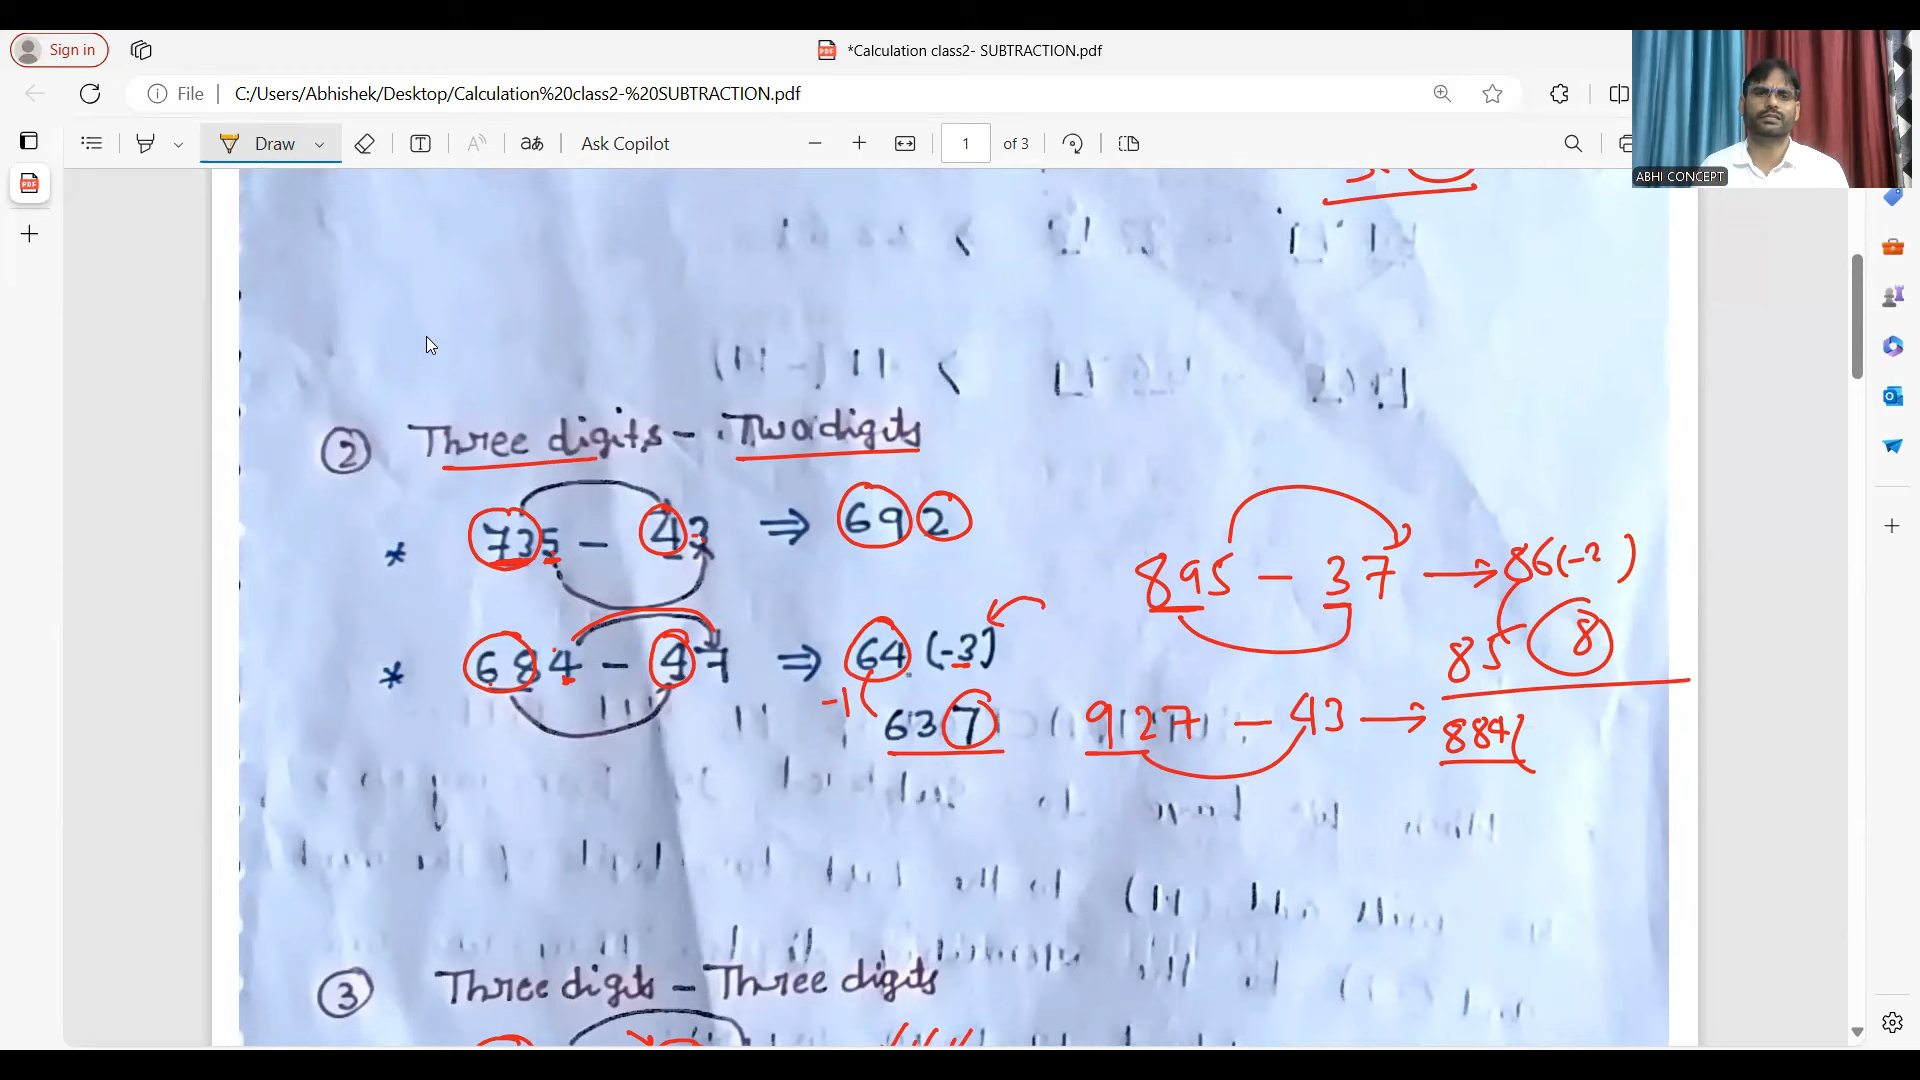 Sign in
*Calculation class2- SUBTRACTION.pdf
File
C:/Users/Abhishek/Desktop/Calculation%20class2-%20SUBTRACTION.pdf
Draw
Ask Copilot
1 of 3
ABHI CONCEPT
② Three digits - Two digits
* 735 - 43 ⇒ 692
895 - 37 → 86(-2)
85 8
* 684 - 47 ⇒ 64 (-3)
-1
637
927 - 43 → 884(
③ Three digits - Three digits